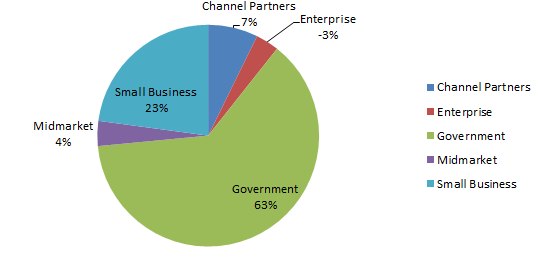 Channel Partners
7%
Enterprise
-3%
Small Business
23%
Midmarket
4%
Government
63%
Channel Partners
Enterprise
Government
Midmarket
Small Business